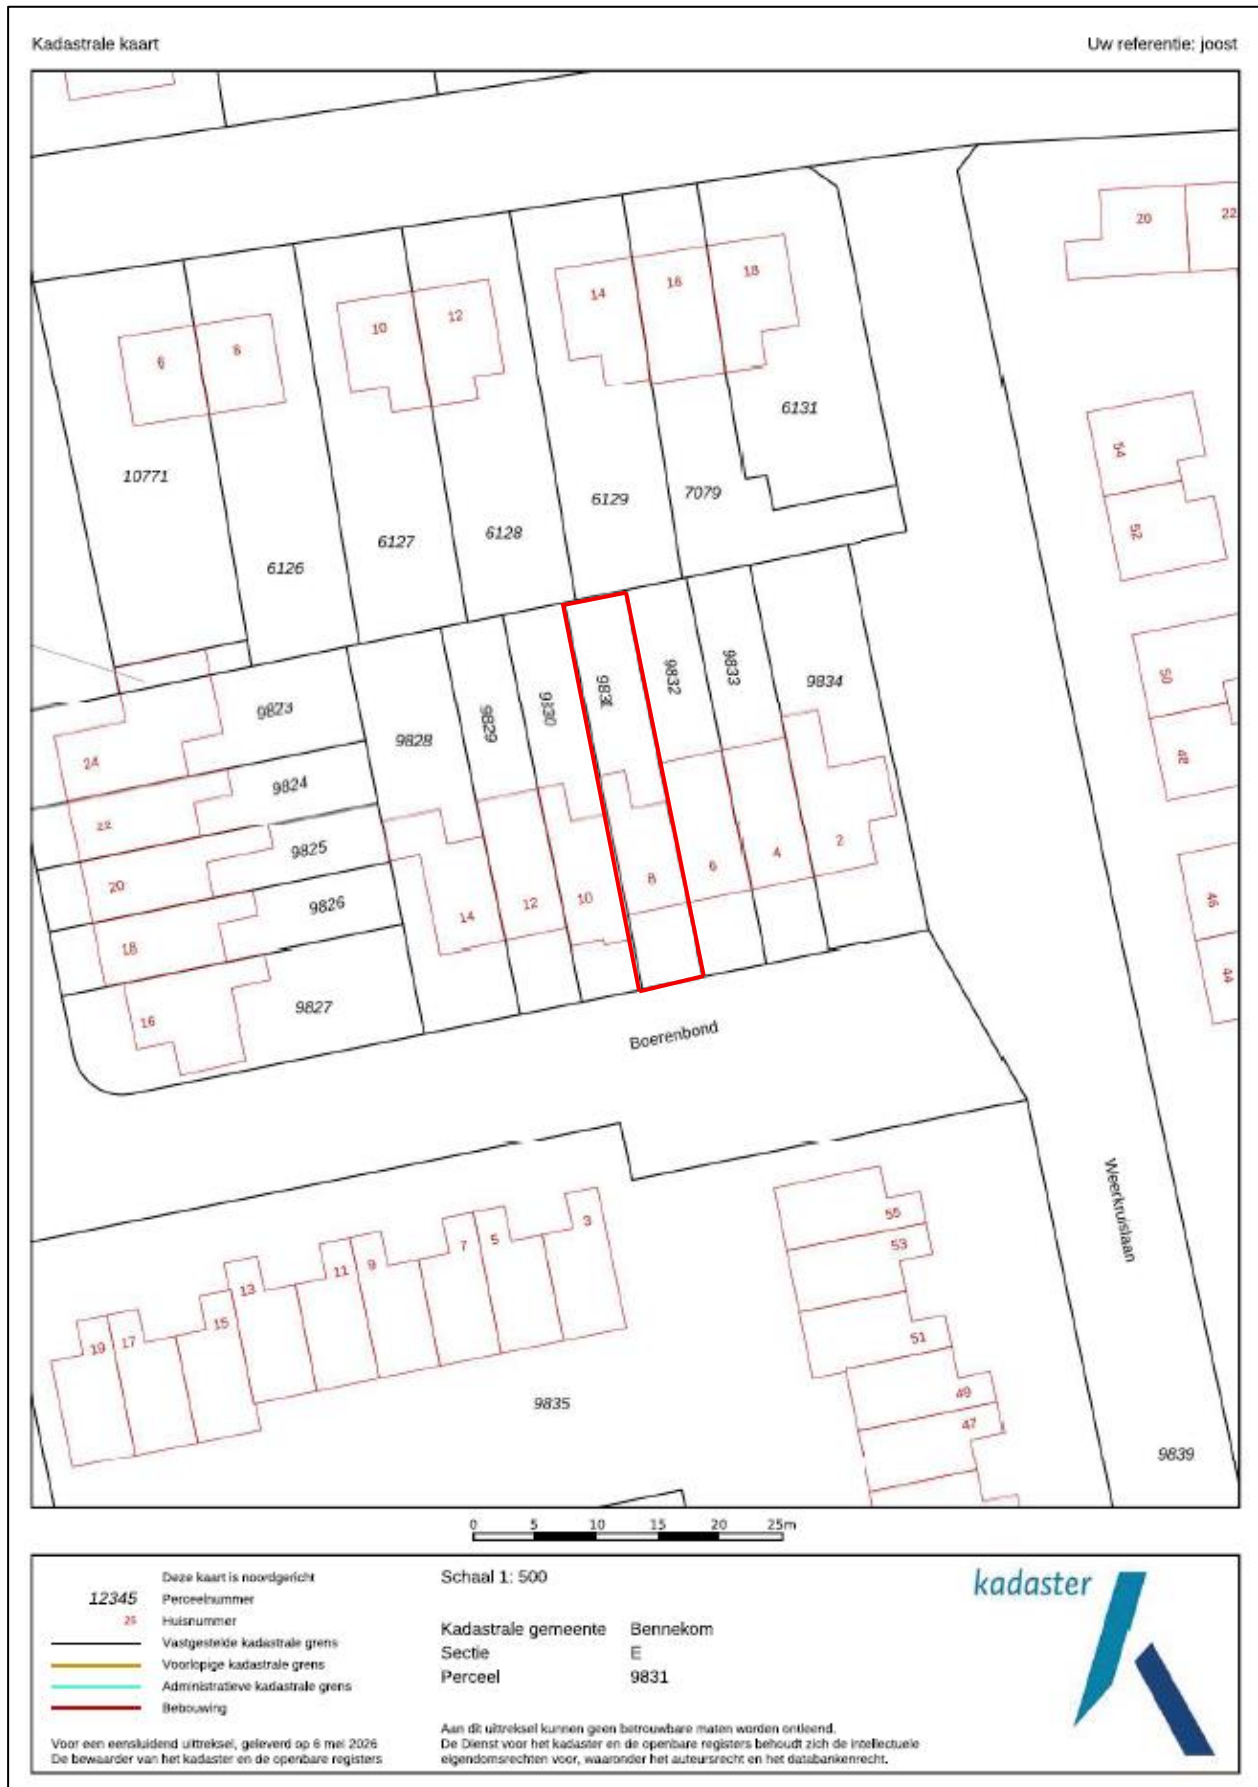 Kadastrale kaart
Uw referentie: joost
20
22
18
16
14
12
10
8
6
6131
54
10771
6129
7079
6128
52
6127
6126
9831
9832
9833
9834
50
9823
9830
9829
9828
48
24
9824
22
9825
2
4
6
8
20
10
12
14
46
9826
18
44
9827
16
Boerenbond
Weerkruislaan
55
3
53
5
7
9
11
13
15
51
17
19
49
9835
47
9839
0 5 10 15 20 25m
Deze kaart is noordgericht
12345 Perceelnummer
25 Huisnummer
Vastgestelde kadastrale grens
Voorlopige kadastrale grens
Administratieve kadastrale grens
Bebouwing
Voor een eensluidend uittreksel, geleverd op 6 mei 2026
De bewaarder van het kadaster en de openbare registers
Schaal 1: 500
Kadastrale gemeente Bennekom
Sectie E
Perceel 9831
Aan dit uittreksel kunnen geen betrouwbare maten worden ontleend.
De Dienst voor het kadaster en de openbare registers behoudt zich de intellectuele
eigendomsrechten voor, waaronder het auteursrecht en het databankenrecht.
kadaster